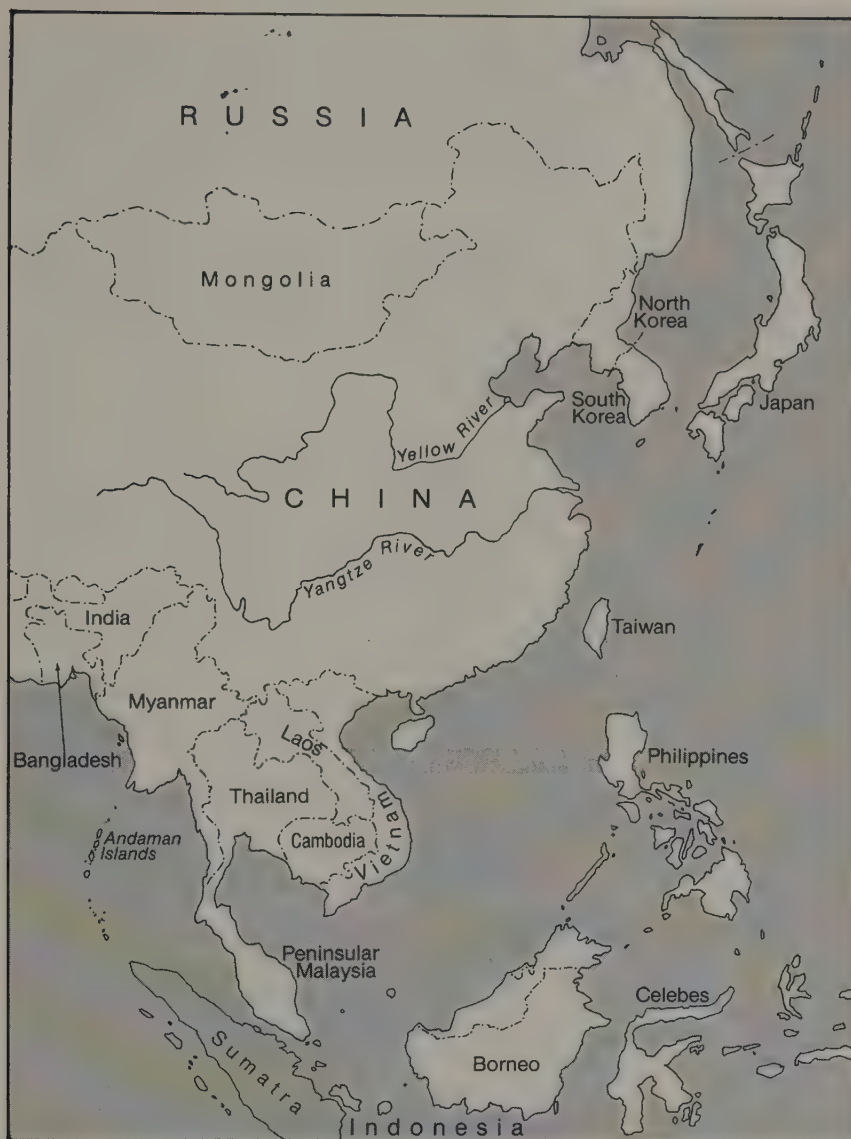 RUSSIA
Mongolia
North
Korea
South
Korea
Japan
Yellow River
CHINA
Yangtze River
India
Taiwan
Myanmar
Laos
Bangladesh
Philippines
Thailand
Cambodia
Vietnam
Andaman
Islands
Peninsular
Malaysia
Celebes
Sumatra
Borneo
Indonesia